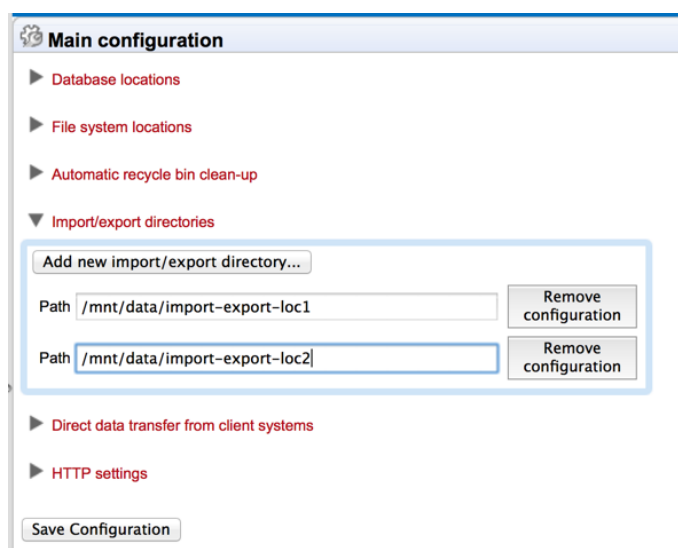 Main configuration
Database locations
File system locations
Automatic recycle bin clean-up
Import/export directories
Add new import/export directory...
Path /mnt/data/import-export-loc1 Remove configuration
Path /mnt/data/import-export-loc2 Remove configuration
Direct data transfer from client systems
HTTP settings
Save Configuration